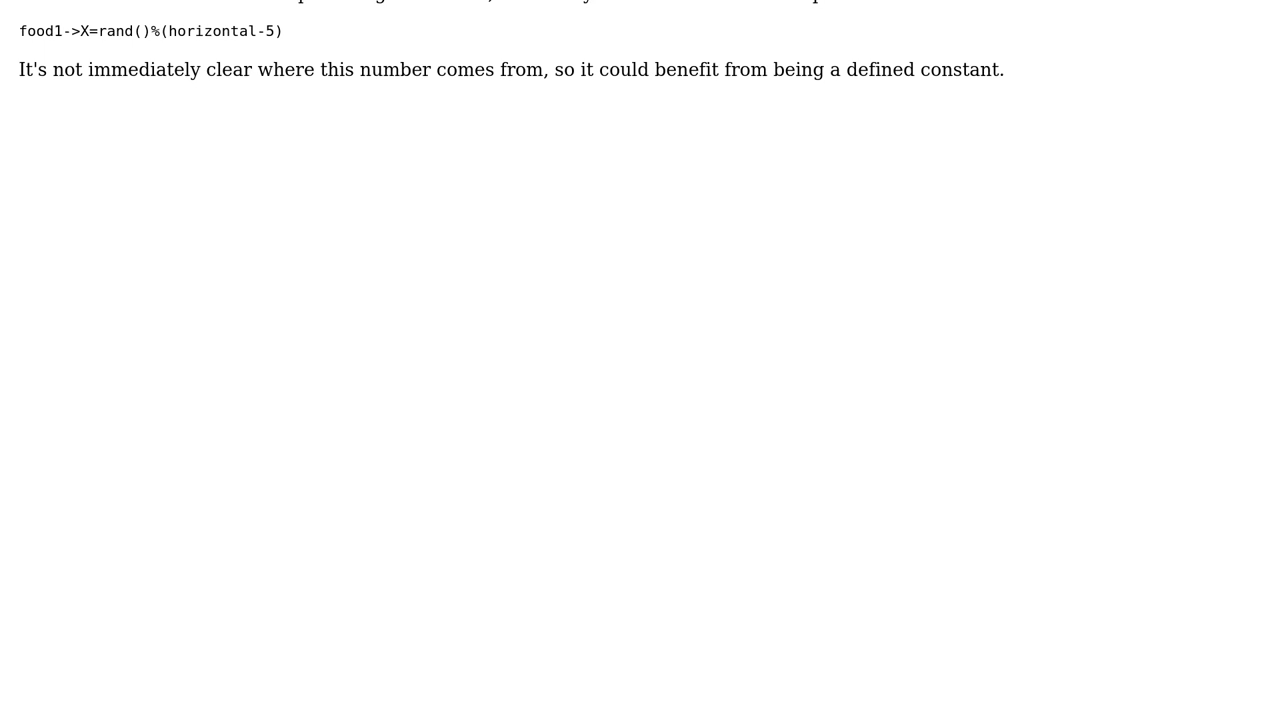 food1->X=rand()%(horizontal-5)
It's not immediately clear where this number comes from, so it could benefit from being a defined constant.